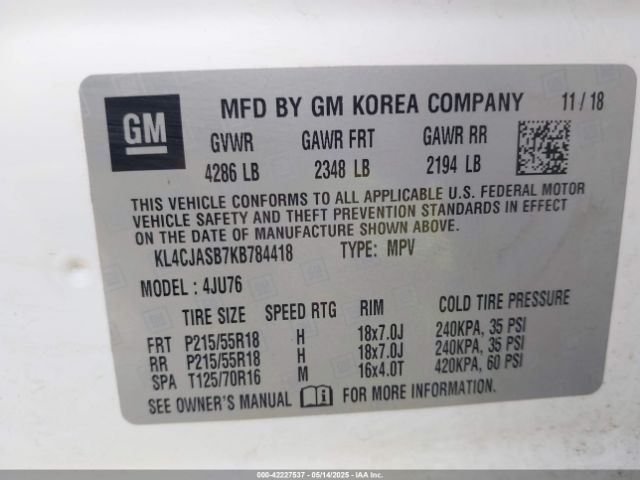 GM
MFD BY GM KOREA COMPANY 11 / 18
GVWR GAWR FRT GAWR RR
4286 LB 2348 LB 2194 LB
THIS VEHICLE CONFORMS TO ALL APPLICABLE U.S. FEDERAL MOTOR
VEHICLE SAFETY AND THEFT PREVENTION STANDARDS IN EFFECT
ON THE DATE OF MANUFACTURE SHOWN ABOVE.
KL4CJASB7KB784418 TYPE: MPV
MODEL : 4JU76
TIRE SIZE SPEED RTG RIM COLD TIRE PRESSURE
FRT P215/55R18 H 18x7.0J 240KPA, 35 PSI
RR P215/55R18 H 18x7.0J 240KPA, 35 PSI
SPA T125/70R16 M 16x4.0T 420KPA, 60 PSI
SEE OWNER'S MANUAL FOR MORE INFORMATION
000-42227537 - 05/14/2025 - IAAI, Inc.